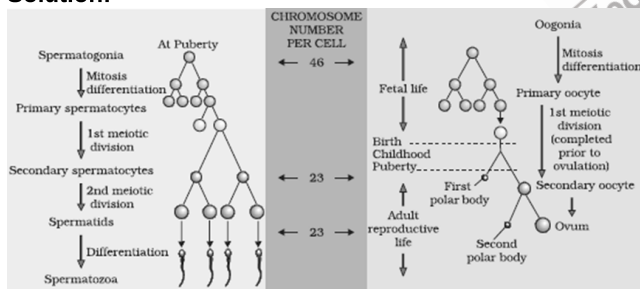 Solution:
Spermatogonia
Mitosis
differentiation
Primary spermatocytes
1st meiotic
division
Secondary spermatocytes
2nd meiotic
division
Spermatids
Differentiation
Spermatozoa
At Puberty
CHROMOSOME
NUMBER
PER CELL
46
23
23
Fetal life
Birth
Childhood
Puberty
Adult
reproductive
life
First
polar body
Second
polar body
Oogonia
Mitosis
differentiation
Primary oocyte
1st meiotic
division
(completed
prior to
ovulation)
Secondary oocyte
Ovum